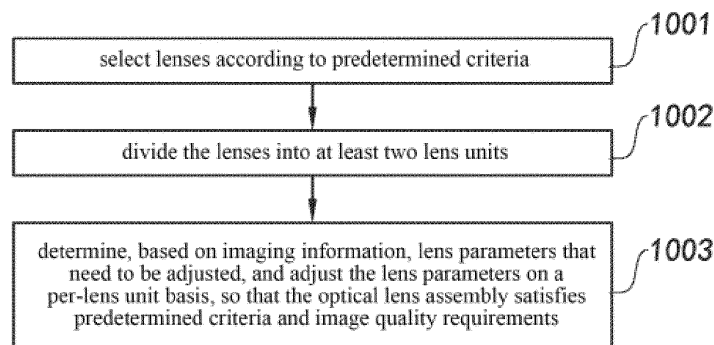 1001
select lenses according to predetermined criteria
1002
divide the lenses into at least two lens units
determine, based on imaging information, lens parameters that
need to be adjusted, and adjust the lens parameters on a
per-lens unit basis, so that the optical lens assembly satisfies
predetermined criteria and image quality requirements
1003